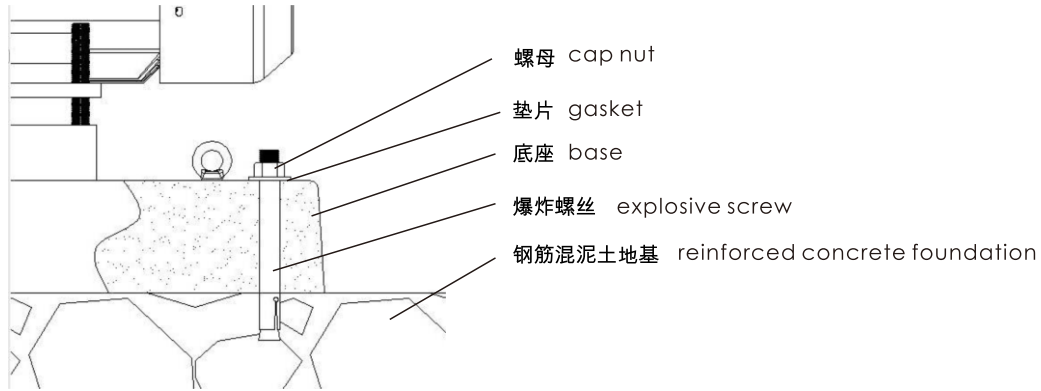 螺母 cap nut
垫片 gasket
底座 base
爆炸螺丝 explosive screw
钢筋混泥土地基 reinforced concrete foundation